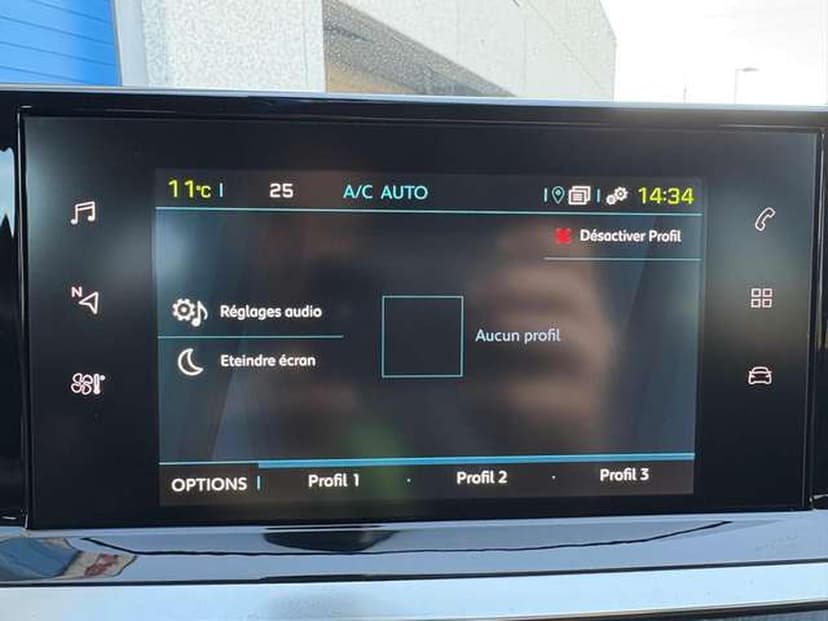 11°C 25 A/C AUTO 14:34
Désactiver Profil
N
Réglages audio
Aucun profil
Eteindre écran
OPTIONS Profil 1 · Profil 2 · Profil 3